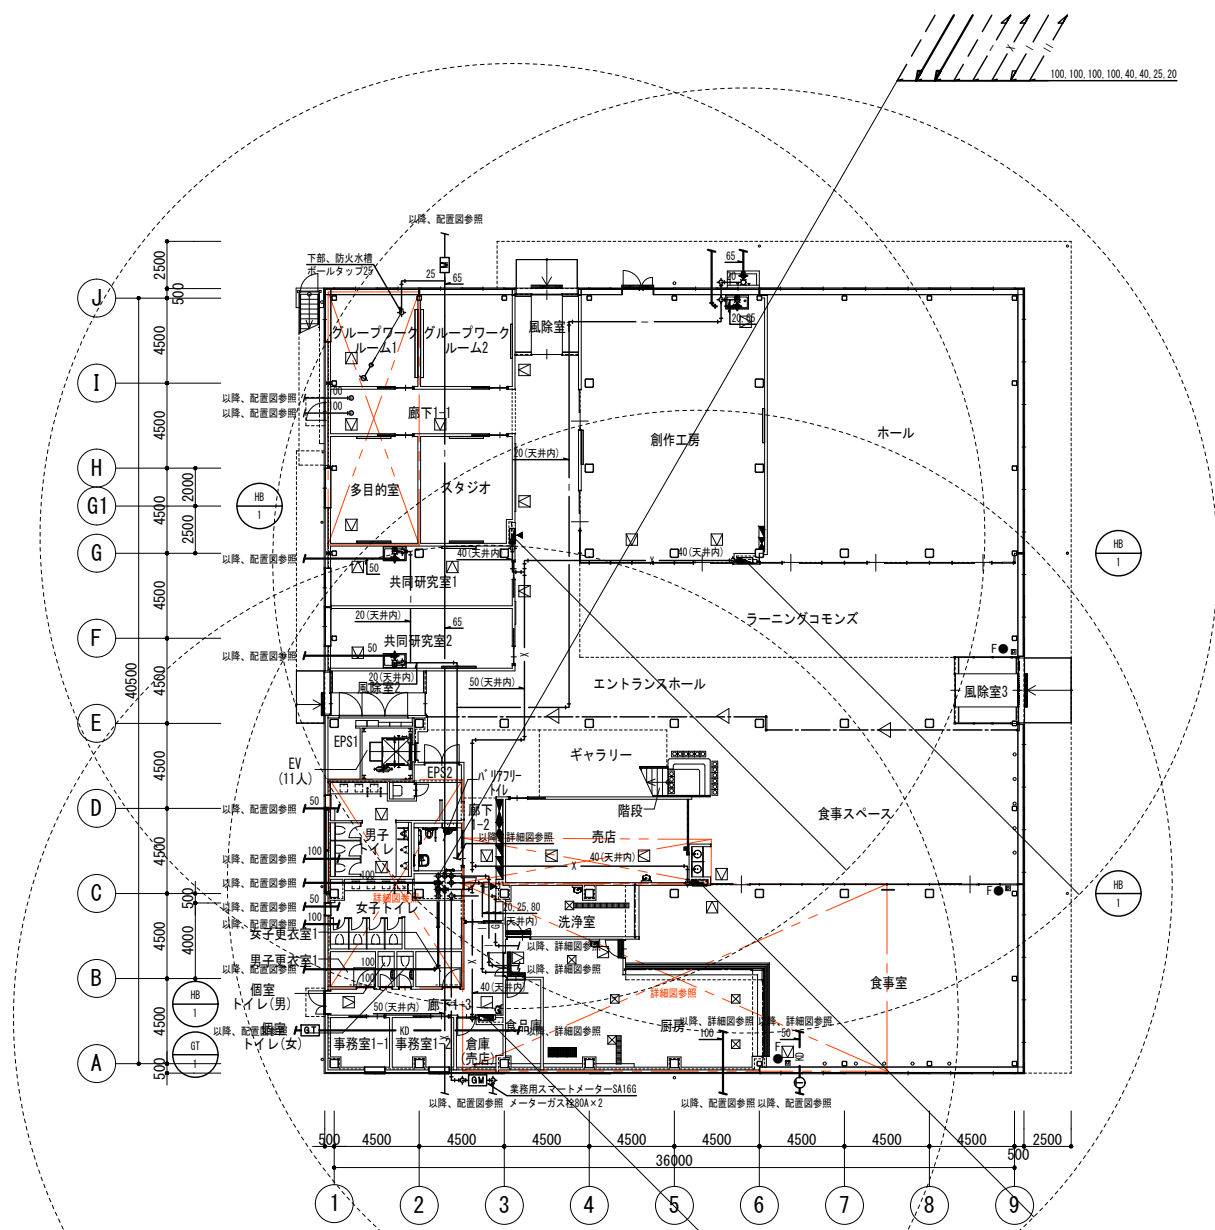 100,100,100,100,40,40,25,20
以降、配置図参照
下部、防火水槽
ボールタップ25
25
65
65
20
20
65
2500
500
J
4500
I
4500
H
2000
G1
4500
2500
G
4500
F
4500
40500
E
4500
D
4500
C
500
4500
4000
B
4500
A
500
グループワーク
ルーム1
グループワーク
ルーム2
風除室
以降、配置図参照
100
以降、配置図参照
100
廊下1-1
創作工房
ホール
20(天井内)
多目的室
スタジオ
HB
1
HB
1
以降、配置図参照
50
40(天井内)
40(天井内)
共同研究室1
20(天井内)
65
ラーニングコモンズ
共同研究室2
以降、配置図参照
50
F
20(天井内)
50(天井内)
風除室2
エントランスホール
風除室3
EPS1
EV
(11人)
EPS2
ギャラリー
バリアフリー
トイレ
階段
食事スペース
以降、配置図参照
50
廊下
1-2
男子
トイレ
以降、詳細図参照
売店
40(天井内)
以降、配置図参照
100
以降、配置図参照
100
詳細図参照
F
HB
1
以降、配置図参照
50
女子トイレ
以降、配置図参照
100
20,25,80
(天井内)
洗浄室
女子更衣室1
以降、詳細図参照
男子更衣室1
以降、配置図参照
100
100
以降、詳細図参照
食事室
個室
トイレ(男)
40(天井内)
詳細図参照
HB
1
50(天井内)
廊下1-3
食品庫
厨房
以降、詳細図参照
以降、詳細図参照
以降、配置図参照
GT
KD
トイレ(女)
以降、詳細図参照
100
50
GT
1
事務室1-1
事務室1-2
倉庫
(売店)
F
KD
GM
業務用スマートメーターSA16G
メーターガス栓80A×2
以降、配置図参照
以降、配置図参照
以降、配置図参照
500
4500
4500
4500
4500
4500
4500
4500
4500
500
2500
36000
1
2
3
4
5
6
7
8
9